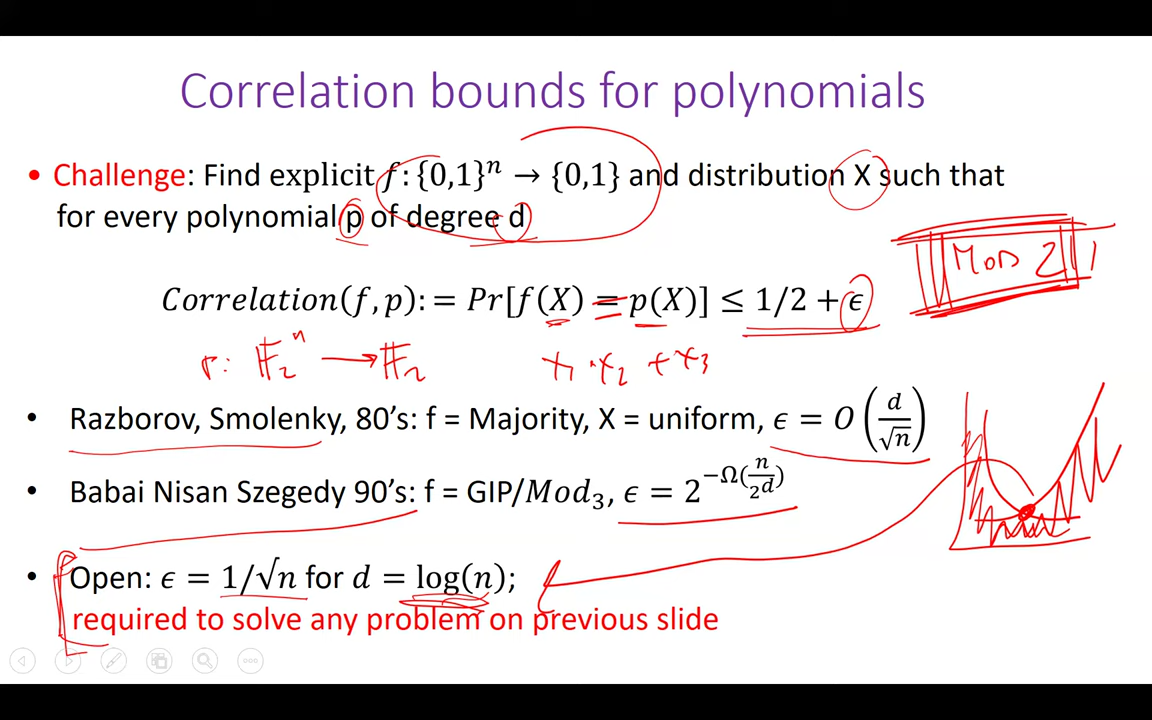 Correlation bounds for polynomials
• Challenge: Find explicit f: {0,1}ⁿ → {0,1} and distribution X such that
for every polynomial p of degree d
MOD 2
Correlation(f, p): = Pr[f(X) = p(X)] ≤ 1/2 + ϵ
p: 𝔽₂ⁿ → 𝔽₂ x₁ · x₂ + x₃
• Razborov, Smolenky, 80’s: f = Majority, X = uniform, ϵ = O(d/√n)
• Babai Nisan Szegedy 90’s: f = GIP/Mod₃, ϵ = 2^{−Ω(n/2^d)}
• Open: ϵ = 1/√n for d = log(n);
required to solve any problem on previous slide